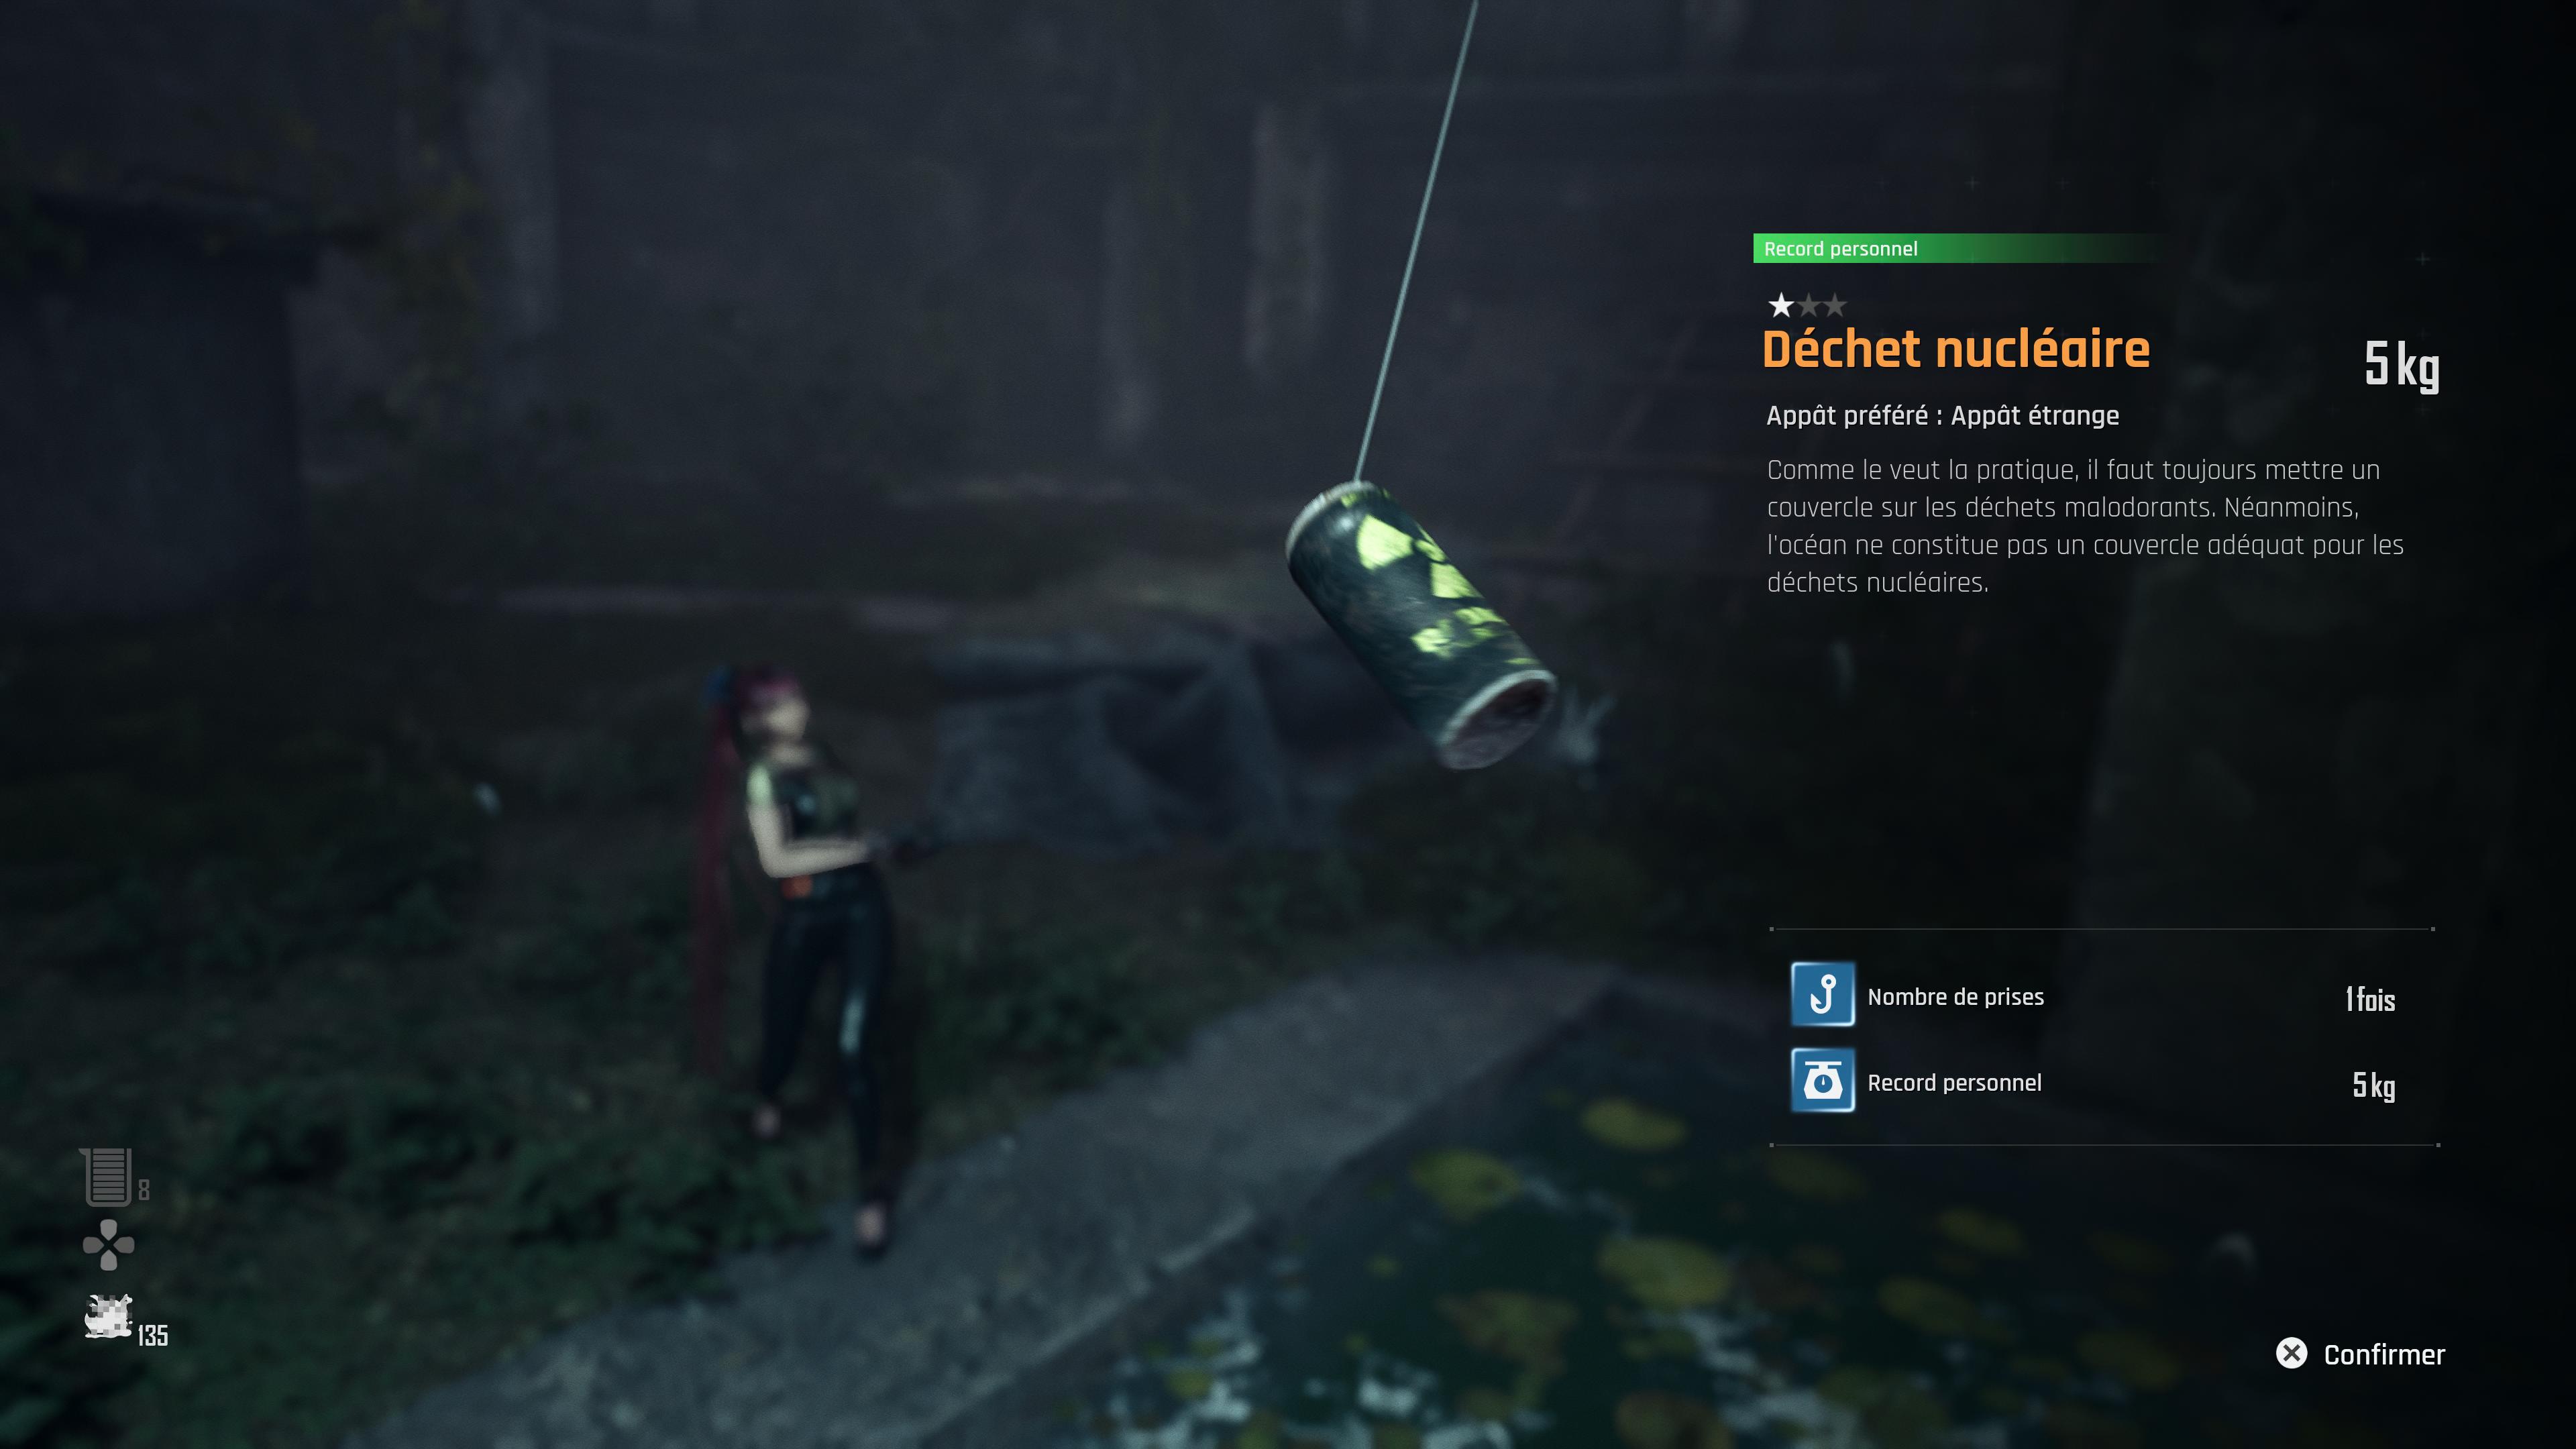 Record personnel
Déchet nucléaire
5 kg
Appât préféré : Appât étrange
Comme le veut la pratique, il faut toujours mettre un
couvercle sur les déchets malodorants. Néanmoins,
l'océan ne constitue pas un couvercle adéquat pour les
déchets nucléaires.
Nombre de prises
1 fois
Record personnel
5 kg
8
135
Confirmer